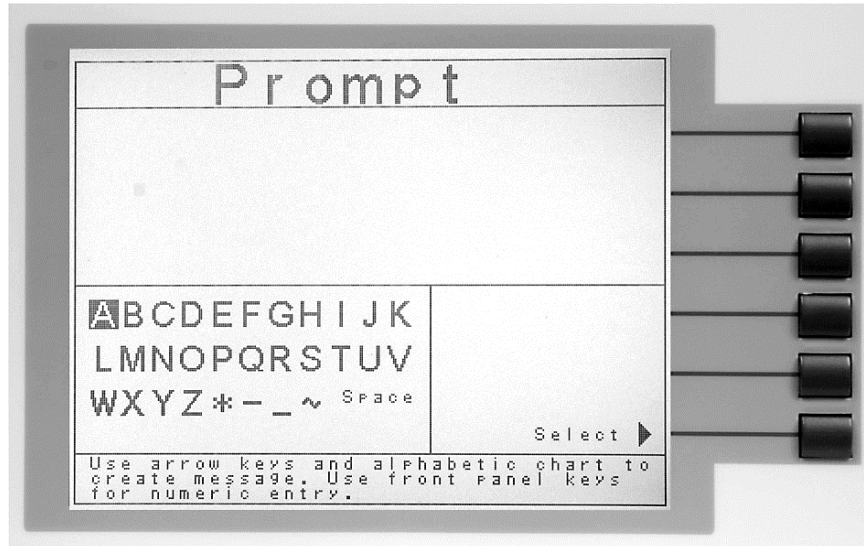 Prompt
ABCDEFGHIJK
LMNOPQRSTUV
WXYZ*-_~ Space
Select
Use arrow keys and alphabetic chart to
create message. Use front panel keys
for numeric entry.